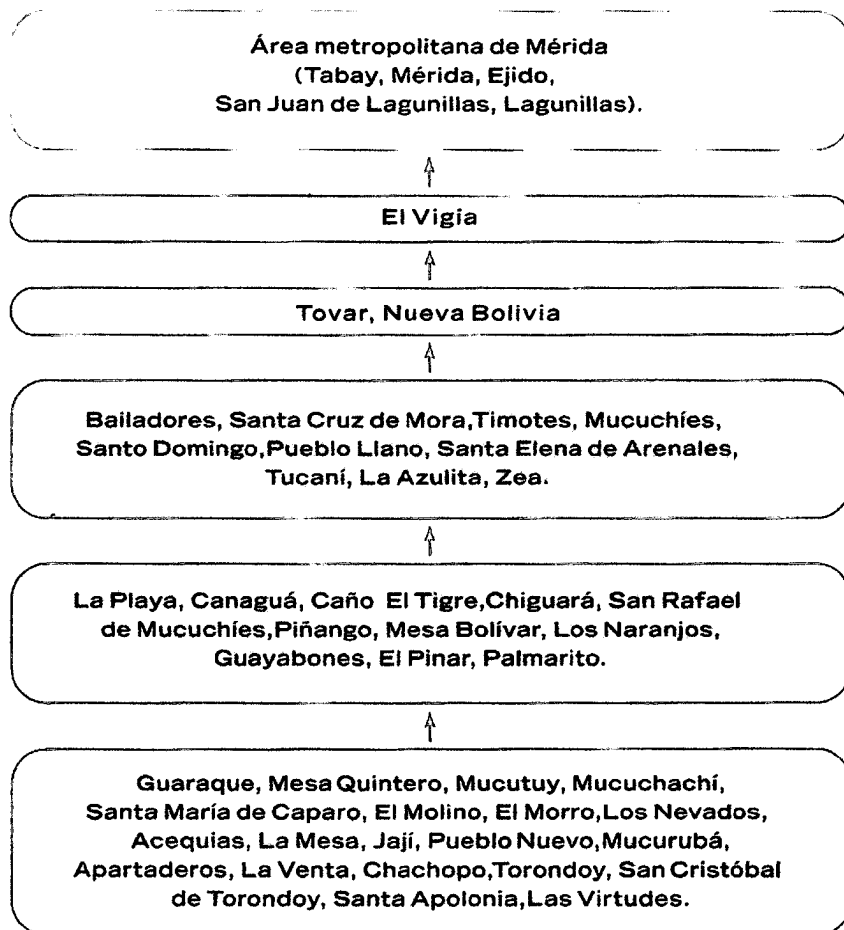 Área metropolitana de Mérida
(Tabay, Mérida, Ejido,
San Juan de Lagunillas, Lagunillas).
El Vigía
Tovar, Nueva Bolivia
Bailadores, Santa Cruz de Mora,Timotes, Mucuchíes,
Santo Domingo,Pueblo Llano, Santa Elena de Arenales,
Tucaní, La Azulita, Zea.
La Playa, Canaguá, Caño El Tigre,Chiguará, San Rafael
de Mucuchíes,Piñango, Mesa Bolívar, Los Naranjos,
Guayabones, El Pinar, Palmarito.
Guaraque, Mesa Quintero, Mucutuy, Mucuchachí,
Santa María de Caparo, El Molino, El Morro,Los Nevados,
Acequias, La Mesa, Jají, Pueblo Nuevo,Mucurubá,
Apartaderos, La Venta, Chachopo,Torondoy, San Cristóbal
de Torondoy, Santa Apolonia,Las Virtudes.